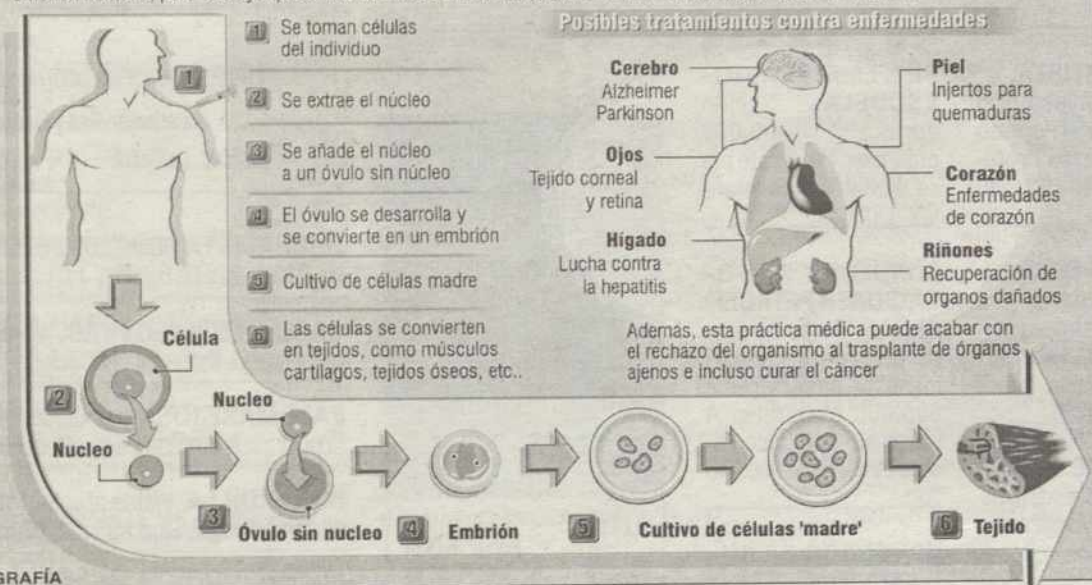 1 Se toman células
del individuo
2 Se extrae el núcleo
3 Se añade el núcleo
a un óvulo sin núcleo
4 El óvulo se desarrolla y
se convierte en un embrión
5 Cultivo de células madre
6 Las células se convierten
en tejidos, como músculos
cartílagos, tejidos óseos, etc..
Posibles tratamientos contra enfermedades
Cerebro
Alzheimer
Parkinson
Ojos
Tejido corneal
y retina
Hígado
Lucha contra
la hepatitis
Piel
Injertos para
quemaduras
Corazón
Enfermedades
de corazón
Riñones
Recuperación de
organos dañados
Ademas, esta práctica médica puede acabar con
el rechazo del organismo al trasplante de órganos
ajenos e incluso curar el cáncer
1
Célula
2
Nucleo
Nucleo
3 Óvulo sin nucleo
4 Embrión
5 Cultivo de células 'madre'
6 Tejido
GRAFÍA